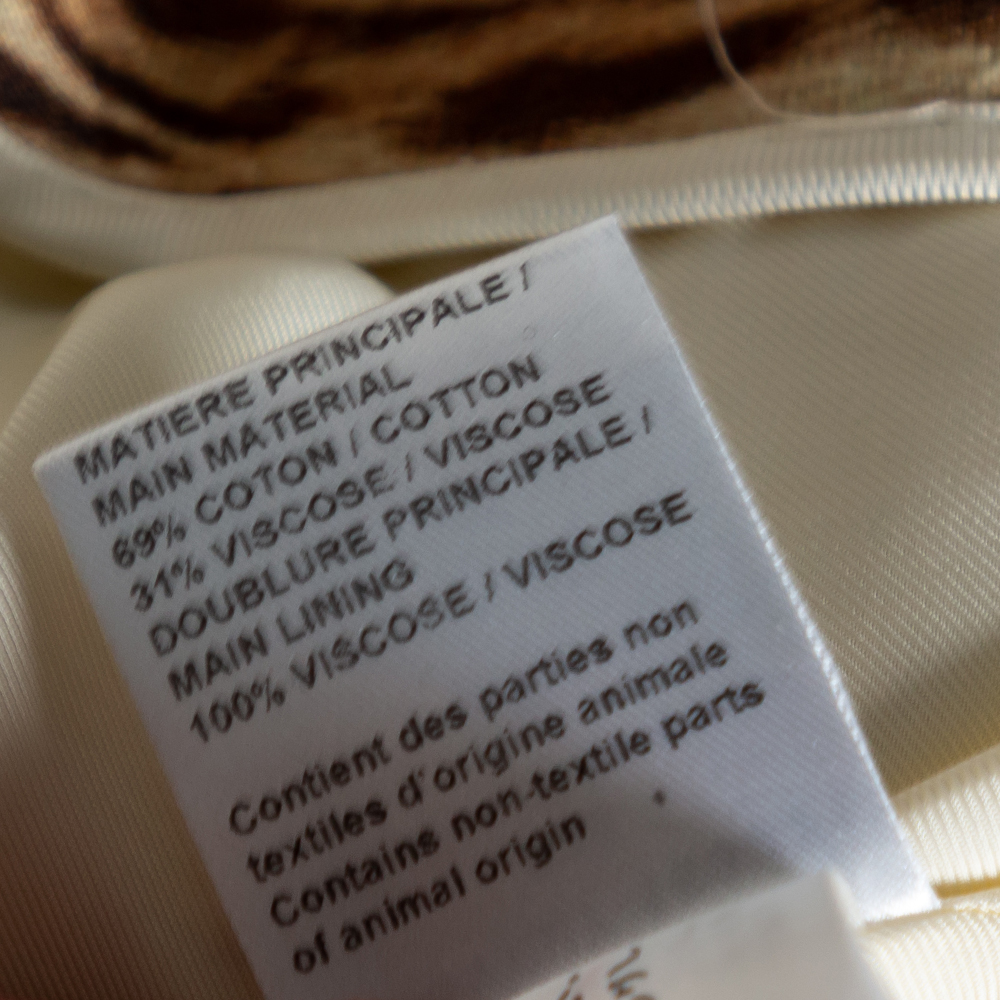 MATIERE PRINCIPALE /
MAIN MATERIAL
69% COTON / COTTON
31% VISCOSE / VISCOSE
DOUBLURE PRINCIPALE /
MAIN LINING
100% VISCOSE / VISCOSE
Contient des parties non
textiles d'origine animale
Contains non-textile parts
of animal origin